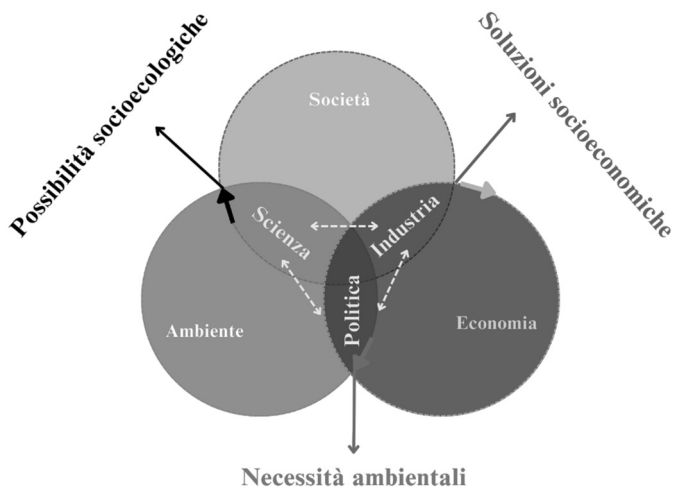 Possibilità socioecologiche
Soluzioni socioeconomiche
Società
Scienza
Industria
Politica
Ambiente
Economia
Necessità ambientali